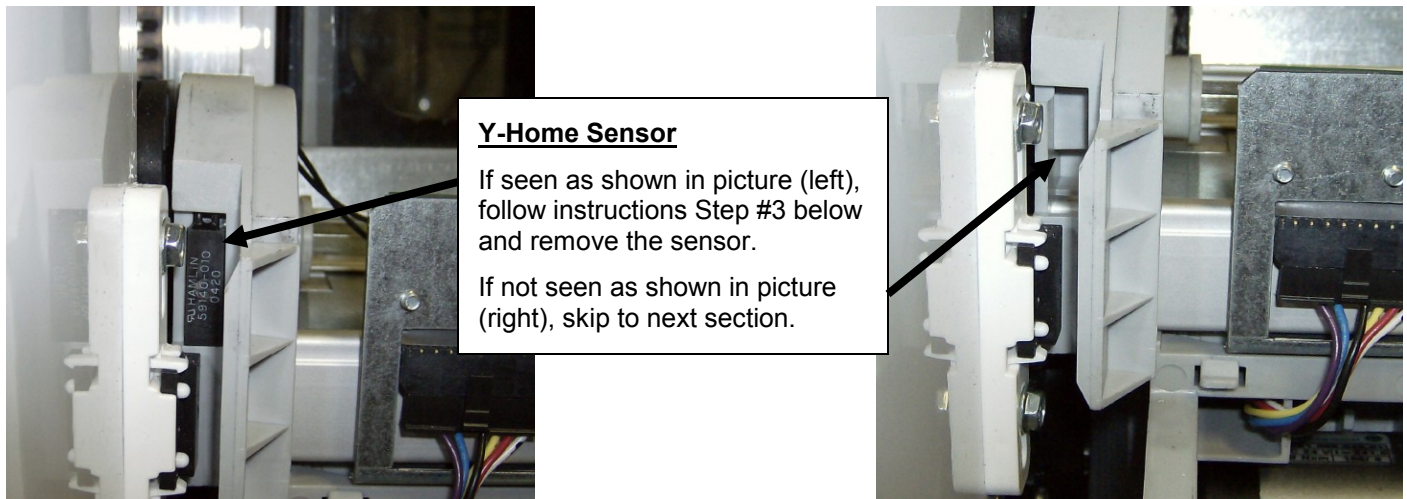 Y-Home Sensor
If seen as shown in picture (left),
follow instructions Step #3 below
and remove the sensor.
If not seen as shown in picture
(right), skip to next section.
HAMLIN
59140-010
0420